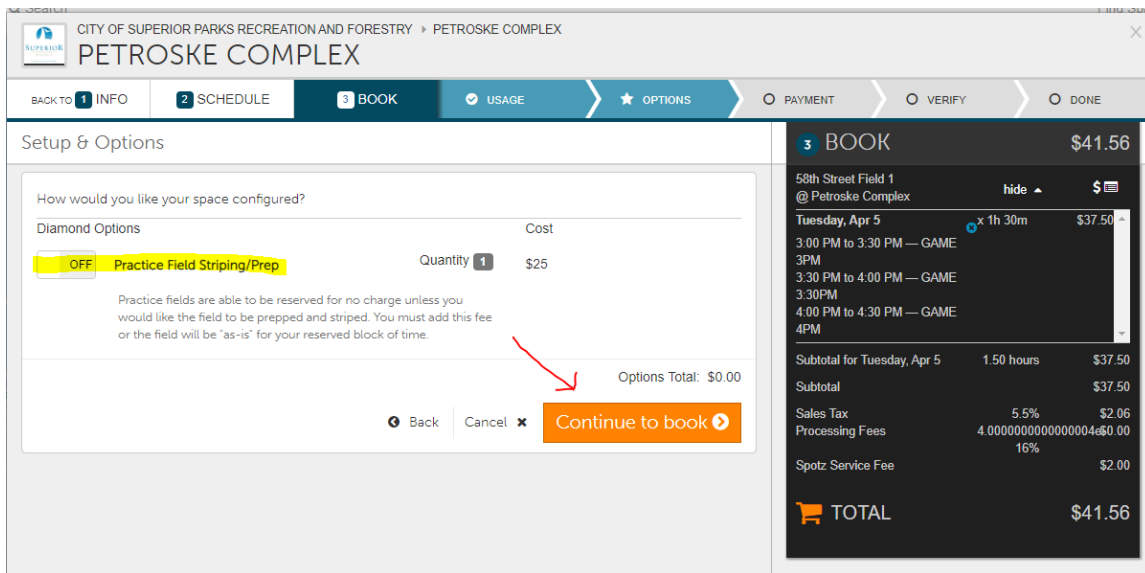 Search
CITY OF SUPERIOR PARKS RECREATION AND FORESTRY ▸ PETROSKE COMPLEX
SUPERIOR
PETROSKE COMPLEX
X
BACK TO 1 INFO
2 SCHEDULE
3 BOOK
USAGE
OPTIONS
PAYMENT
VERIFY
DONE
Setup & Options
How would you like your space configured?
Diamond Options Cost
OFF Practice Field Striping/Prep Quantity 1 $25
Practice fields are able to be reserved for no charge unless you
would like the field to be prepped and striped. You must add this fee
or the field will be "as-is" for your reserved block of time.
Options Total: $0.00
Back Cancel ✖ Continue to book
3 BOOK $41.56
58th Street Field 1
@ Petroske Complex
hide ▲ $
Tuesday, Apr 5 x 1h 30m $37.50
3:00 PM to 3:30 PM — GAME
3PM
3:30 PM to 4:00 PM — GAME
3:30PM
4:00 PM to 4:30 PM — GAME
4PM
Subtotal for Tuesday, Apr 5 1.50 hours $37.50
Subtotal $37.50
Sales Tax 5.5% $2.06
Processing Fees 4.0000000000000004e$0.00
16%
Spotz Service Fee $2.00
TOTAL $41.56